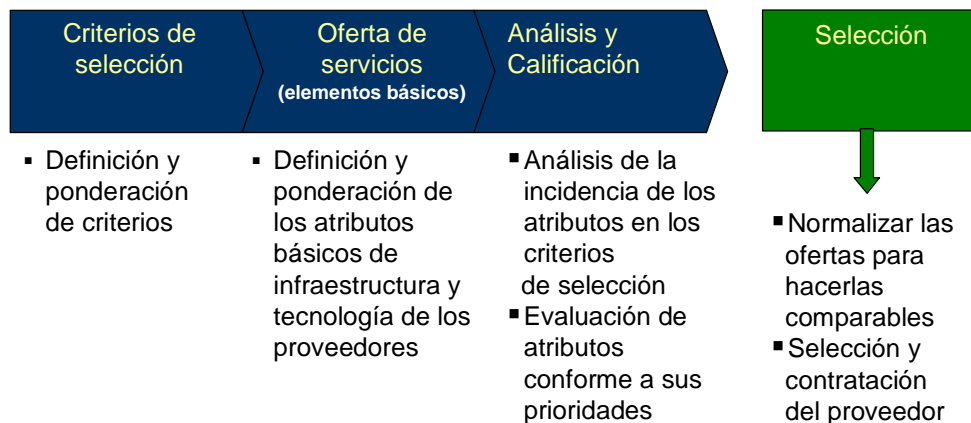 Criterios de
selección
▪ Definición y
ponderación
de criterios
Oferta de
servicios
(elementos básicos)
▪ Definición y
ponderación de
los atributos
básicos de
infraestructura y
tecnología de los
proveedores
Análisis y
Calificación
▪Análisis de la
incidencia de los
atributos en los
criterios
de selección
▪Evaluación de
atributos
conforme a sus
prioridades
Selección
▪Normalizar las
ofertas para
hacerlas
comparables
▪Selección y
contratación
del proveedor